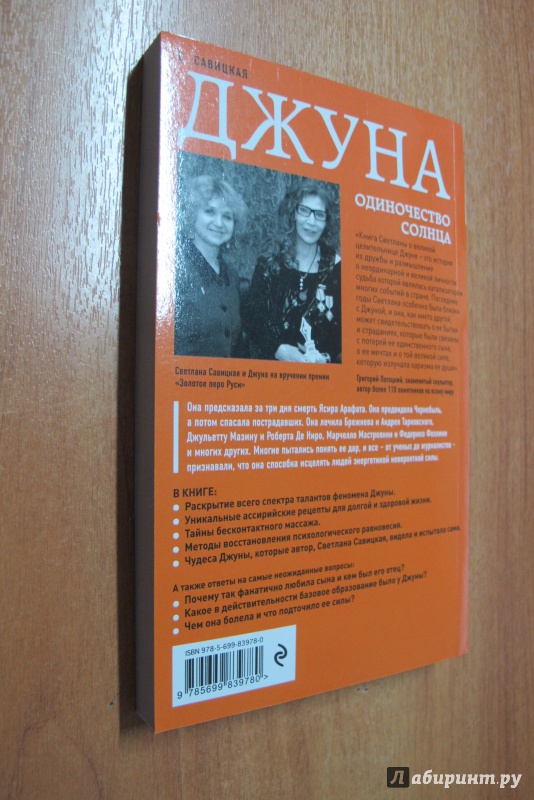 С. САВИЦКАЯ
ДЖУНА
ОДИНОЧЕСТВО
СОЛНЦА
«Книга Светланы о великой
целительнице Джуне – это история
их дружбы и размышления
о неординарной и великой личности,
судьба которой являлась катализатором
многих событий в стране. Последние
годы Светлана особенно была близка
с Джуной, и она, как никто другой,
может свидетельствовать о ее бытии
и страданиях, которые были связаны
с потерей ее единственного сына,
о ее мечтах и о той великой силе,
которую излучала харизма ее души».
Григорий Потоцкий, знаменитый скульптор,
автор более 110 памятников по всему миру
Светлана Савицкая и Джуна на вручении премии
«Золотое перо Руси»
Она предсказала за три дня смерть Ясира Арафата. Она предвидела Чернобыль,
а потом спасала пострадавших. Она лечила Брежнева и Андрея Тарковского,
Джульетту Мазину и Роберта Де Ниро, Марчелло Мастрояни и Федерико Феллини
и многих других. Многие пытались понять ее дар, и все – от ученых до журналистов –
признавали, что она способна исцелять людей энергетикой невероятной силы.
В КНИГЕ:
• Раскрытие всего спектра талантов феномена Джуны.
• Уникальные ассирийские рецепты для долгой и здоровой жизни.
• Тайны бесконтактного массажа.
• Методы восстановления психологического равновесия.
• Чудеса Джуны, которые автор, Светлана Савицкая, видела и испытала сама.
А также ответы на самые неожиданные вопросы:
• Почему так фанатично любила сына и кем был его отец?
• Какое в действительности базовое образование было у Джуны?
• Чем она болела и что подточило ее силы?
ISBN 978-5-699-83978-0
9 785699 839780 >
Лабиринт.ру